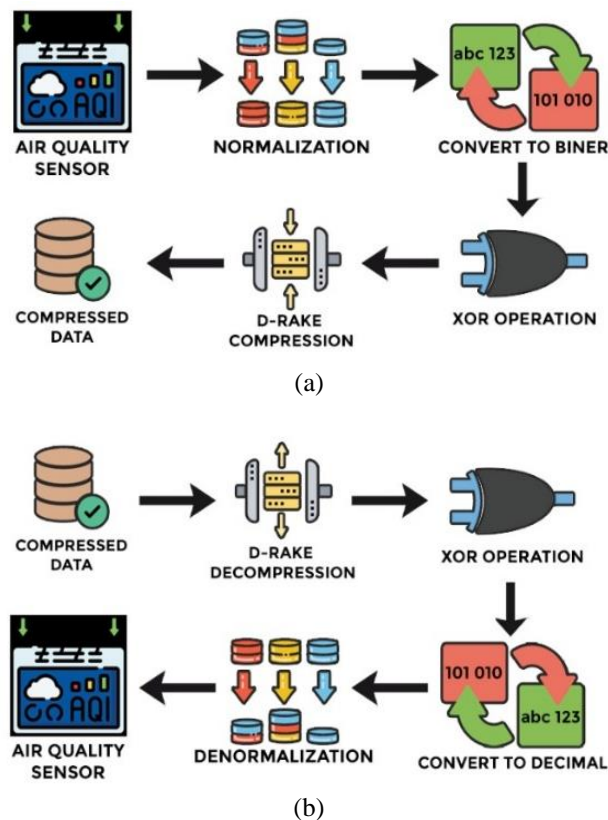 AQI
AIR QUALITY
SENSOR
NORMALIZATION
abc 123
101 010
CONVERT TO BINER
COMPRESSED
DATA
D-RAKE
COMPRESSION
XOR OPERATION
(a)
COMPRESSED
DATA
D-RAKE
DECOMPRESSION
XOR OPERATION
AQI
AIR QUALITY
SENSOR
DENORMALIZATION
101 010
abc 123
CONVERT TO DECIMAL
(b)